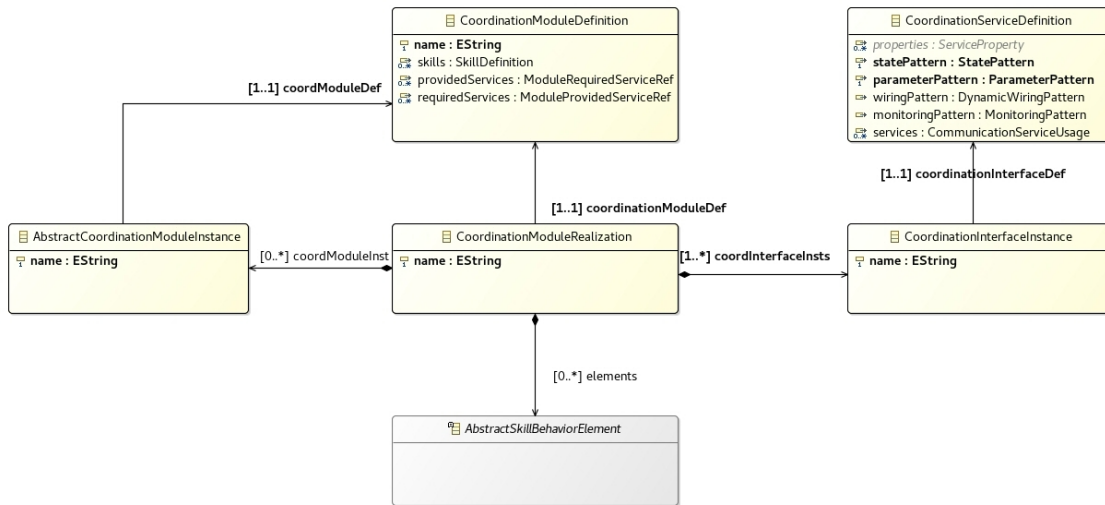 CoordinationModuleDefinition
name : EString
skills : SkillDefinition
providedServices : ModuleRequiredServiceRef
requiredServices : ModuleProvidedServiceRef
CoordinationServiceDefinition
properties : ServiceProperty
statePattern : StatePattern
parameterPattern : ParameterPattern
wiringPattern : DynamicWiringPattern
monitoringPattern : MonitoringPattern
services : CommunicationServiceUsage
[1..1] coordModuleDef
[1..1] coordinationModuleDef
[1..1] coordinationInterfaceDef
AbstractCoordinationModuleInstance
name : EString
[0..*] coordModuleInst
CoordinationModuleRealization
name : EString
[1..*] coordInterfaceInsts
CoordinationInterfaceInstance
name : EString
[0..*] elements
AbstractSkillBehaviorElement